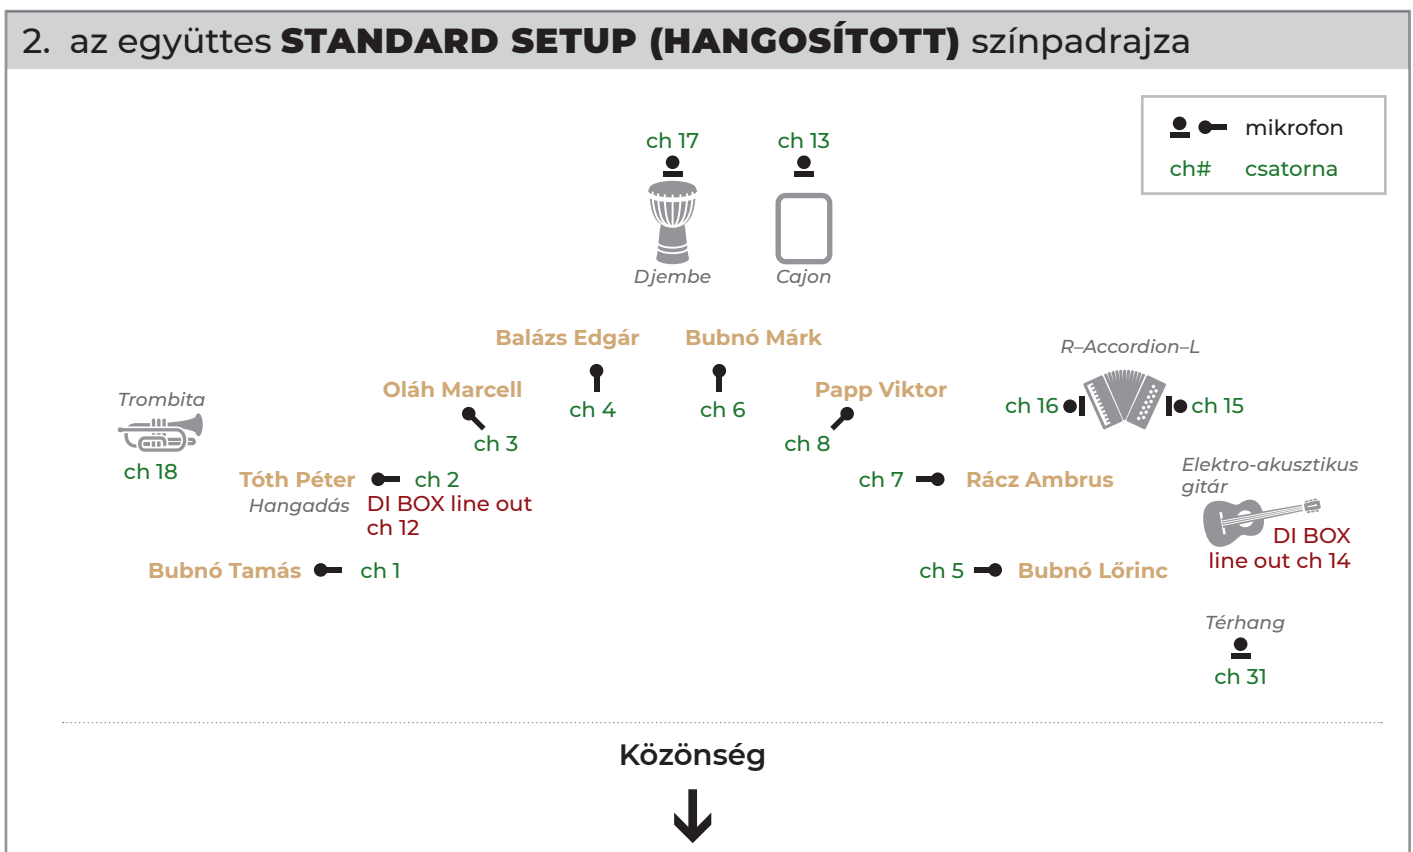 2. az együttes STANDARD SETUP (HANGOSÍTOTT) színpadrajza
mikrofon
ch# csatorna
ch 17
ch 13
Djembe
Cajon
Balázs Edgár
Bubnó Márk
ch 4
ch 6
Oláh Marcell
ch 3
Papp Viktor
ch 8
R–Accordion–L
ch 16
ch 15
Trombita
ch 18
Tóth Péter
ch 2
Hangadás
DI BOX line out
ch 12
ch 7
Rácz Ambrus
Elektro-akusztikus
gitár
DI BOX
line out ch 14
Bubnó Tamás
ch 1
ch 5
Bubnó Lőrinc
Térhang
ch 31
Közönség